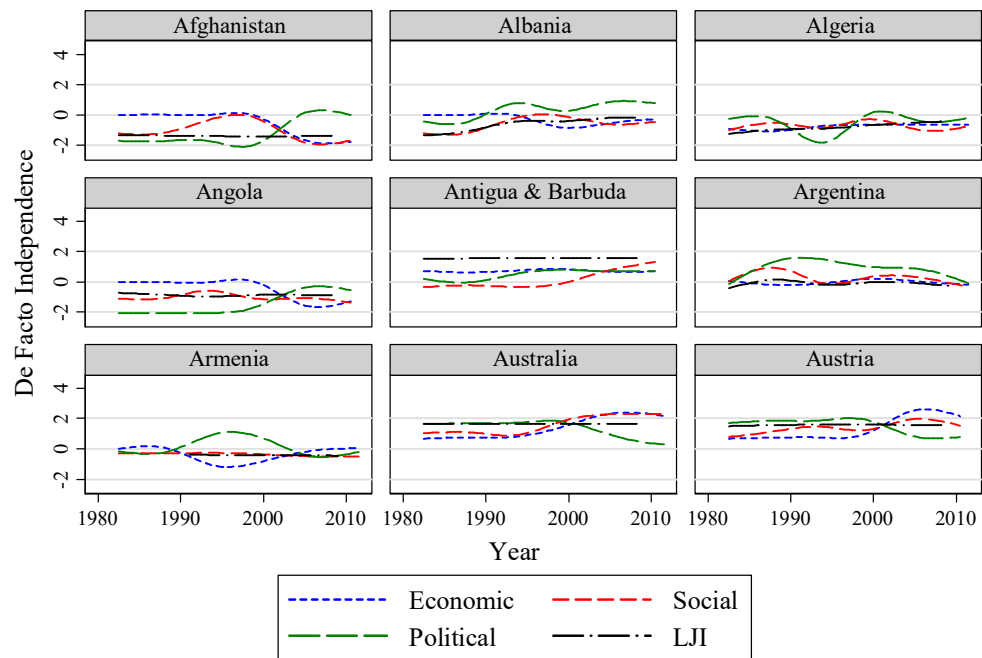 Afghanistan
Albania
Algeria
4
2
0
-2
Angola
Antigua & Barbuda
Argentina
4
2
0
-2
Armenia
Australia
Austria
4
2
0
-2
1980 1990 2000 2010
1980 1990 2000 2010
1980 1990 2000 2010
De Facto Independence
Year
Economic
Social
Political
LJI